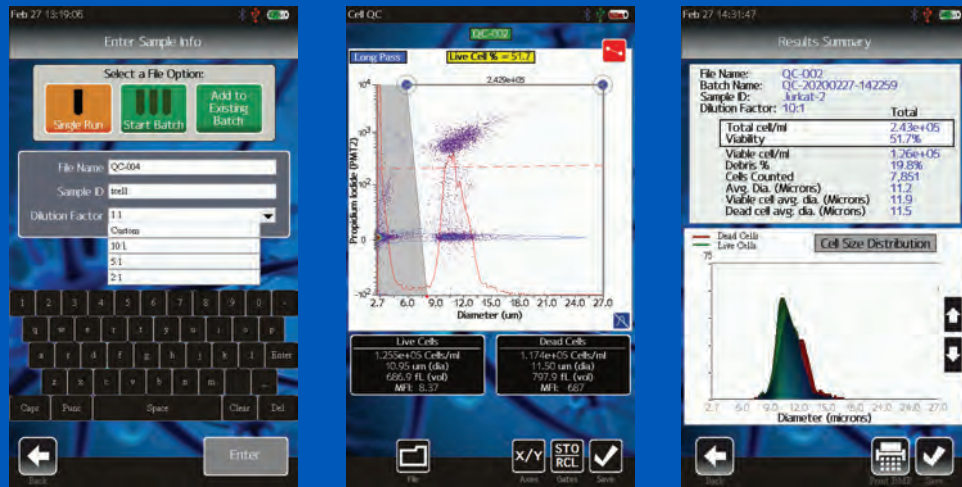 Feb 27 13:19:06
Enter Sample Info
Select a File Option:
Single Run
Start Batch
Add to
Existing
Batch
File Name QC-004
Sample ID
Dilution Factor 1:1
Custom
10:1
5:1
2:1
1 2 3 4 5 6 7 8 9 0 -
q w e r t y u i o p
a s d f g h j k l Enter
z x c v b n m
Caps Punc Space Clear Del
Back
Enter
Cell QC
QC-002
Long Pass
Live Cell % = 51.7
2.429e+05
Propidium Iodide (PMT2)
10^4
10^3
10^2
0
-10^2
2.7 6.0 9.0 12.0 15.0 18.0 21.0 24.0 27.0
Diameter (um)
Live Cells
1.255e+05 Cells/ml
10.95 um (dia)
686.9 fL (vol)
MFI: 8.37
Dead Cells
1.174e+05 Cells/ml
11.50 um (dia)
797.9 fL (vol)
MFI: 687
File
X/Y
Axes
STO
RCL
Gates
Save
Feb 27 14:31:47
Results Summary
File Name: QC-002
Batch Name: QC-20200227-142259
Sample ID: Jurkat-2
Dilution Factor: 10:1
Total
Total cell/ml 2.43e+05
Viability 51.7%
Viable cell/ml 1.26e+05
Debris % 19.8%
Cells Counted 7,851
Avg. Dia. (Microns) 11.2
Viable cell avg. dia. (Microns) 11.9
Dead cell avg. dia. (Microns) 11.5
Dead Cells
Live Cells
Cell Size Distribution
75
2.7 6.0 9.0 12.0 15.0 18.0 21.0 24.0 27.0
Diameter (microns)
Back
Print BMP
Save